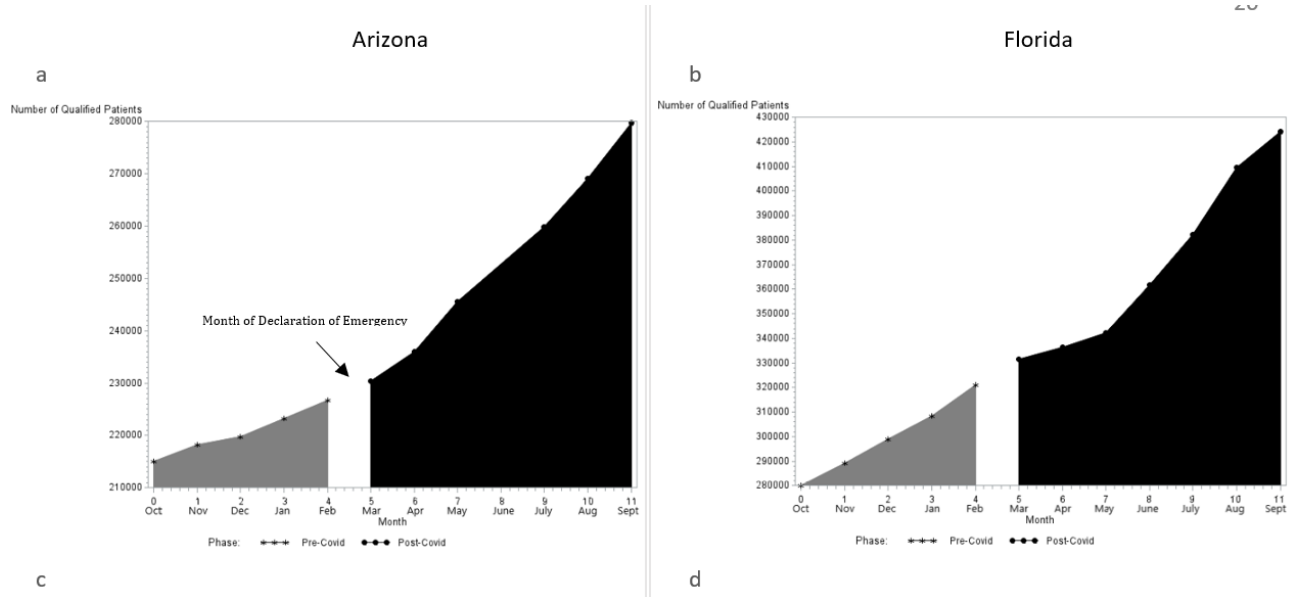 Arizona
a
Number of Qualified Patients
280000
270000
260000
250000
240000
230000
220000
210000
Month of Declaration of Emergency
0 1 2 3 4 5 6 7 8 9 10 11
Oct Nov Dec Jan Feb Mar Apr May June July Aug Sept
Month
Phase: Pre-Covid Post-Covid
c
Florida
b
Number of Qualified Patients
430000
420000
410000
400000
390000
380000
370000
360000
350000
340000
330000
320000
310000
300000
290000
280000
0 1 2 3 4 5 6 7 8 9 10 11
Oct Nov Dec Jan Feb Mar Apr May June July Aug Sept
Month
Phase: Pre-Covid Post-Covid
d